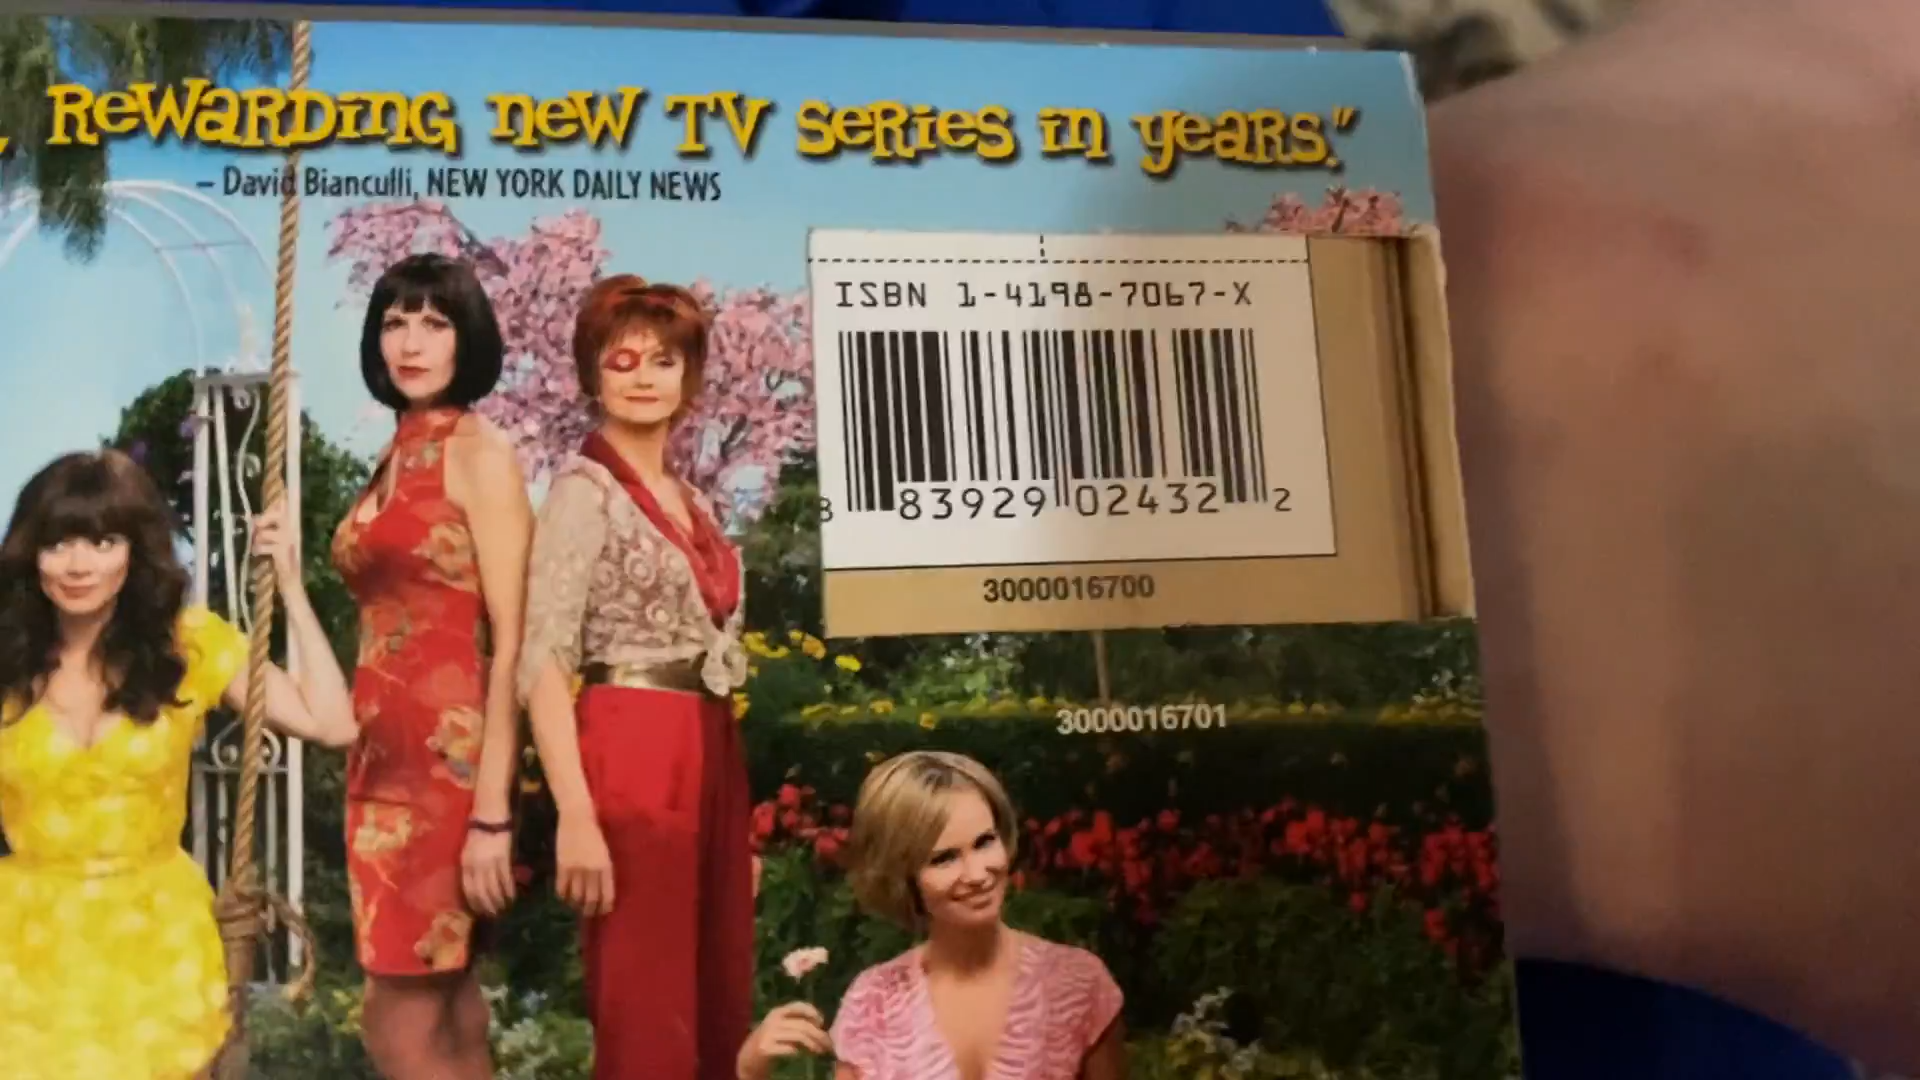 , REWARDING NEW TV SERIES IN YEARS."
– David Bianculli, NEW YORK DAILY NEWS
ISBN 1-4198-7067-X
8 83929 02432 2
3000016700
3000016701